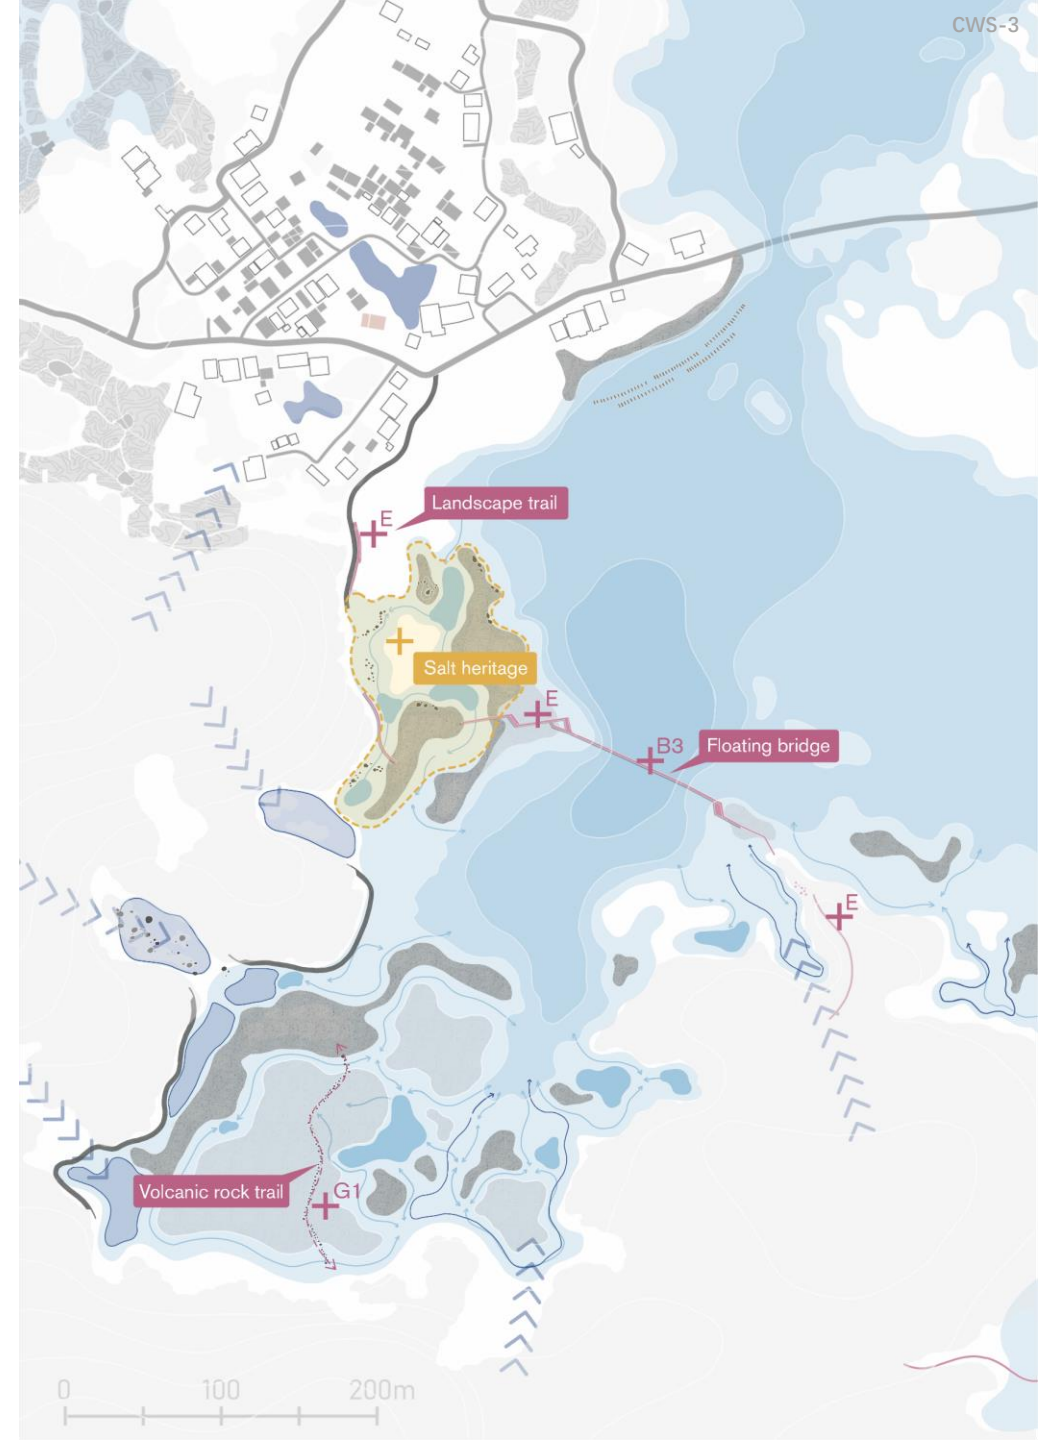 CWS-3
Landscape trail
E
Salt heritage
E
B3
Floating bridge
E
Volcanic rock trail
G1
0 100 200m